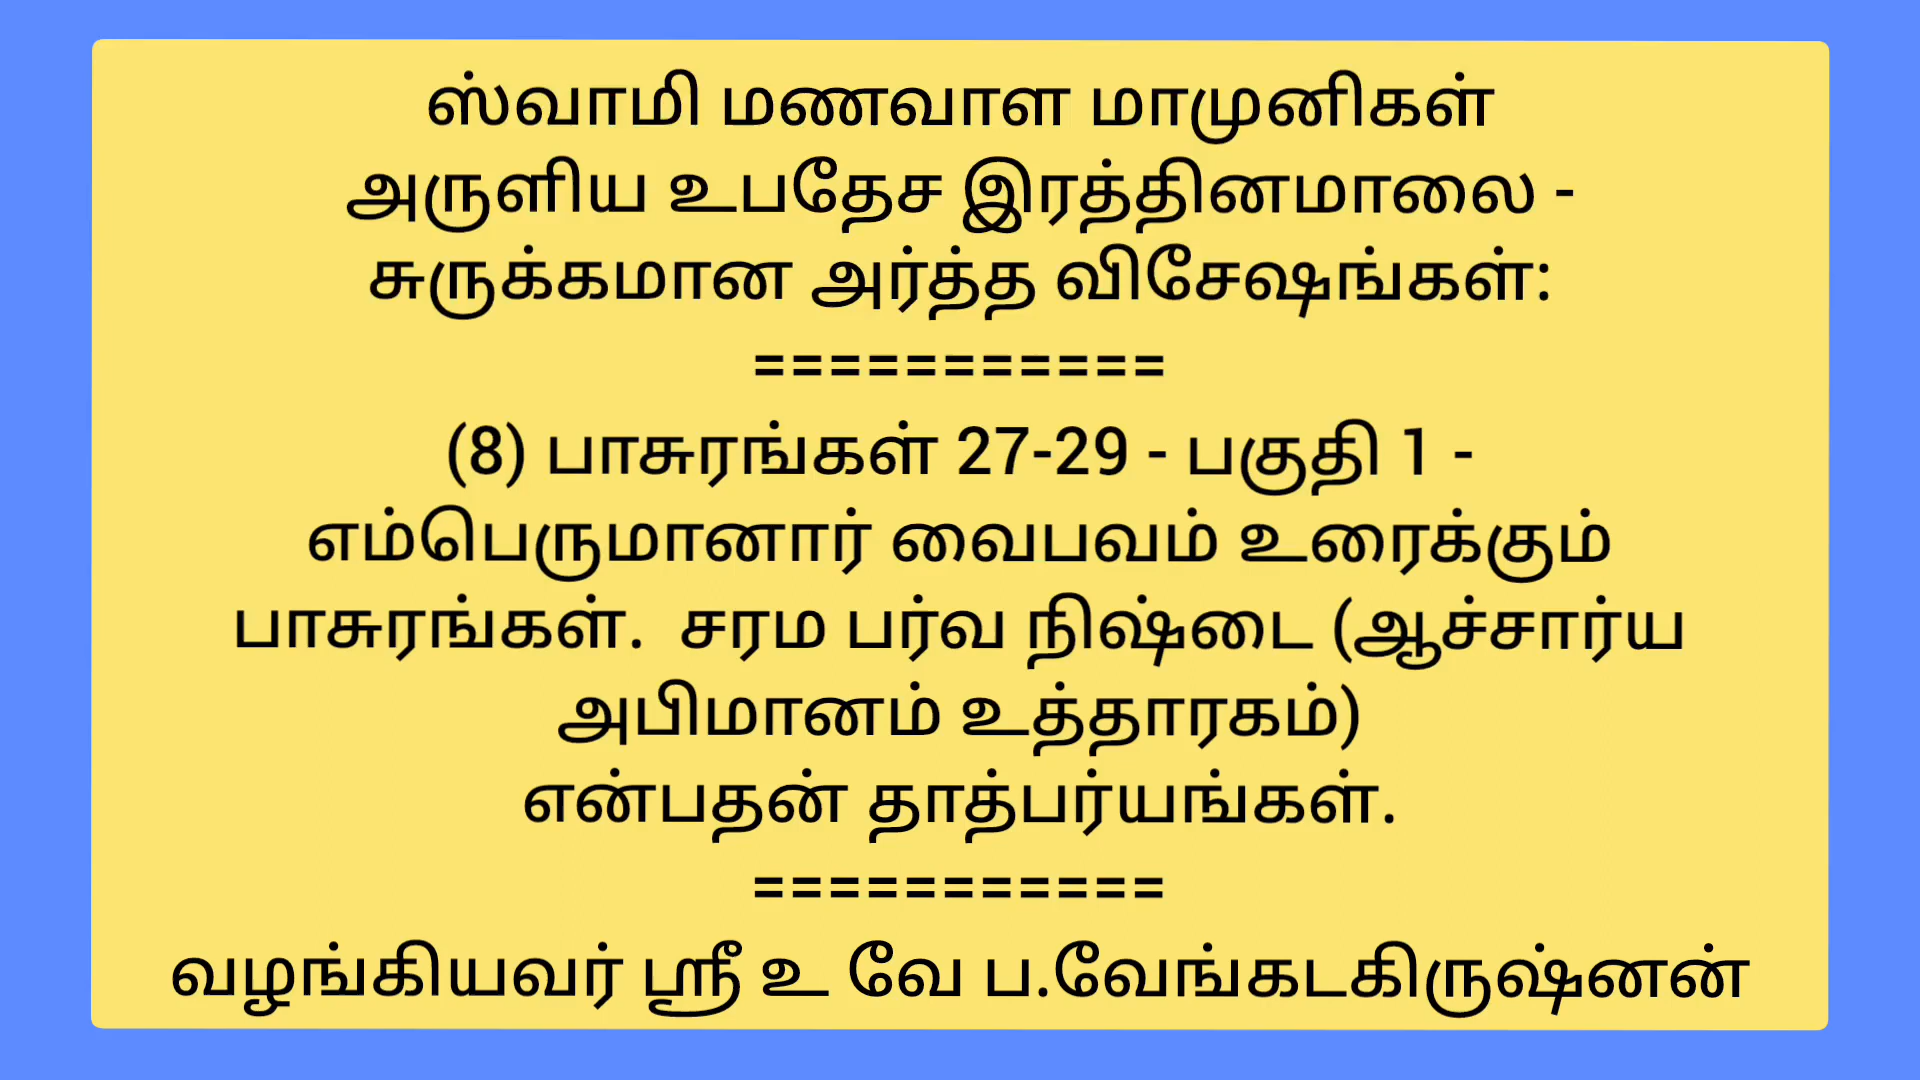 ஸ்வாமி மணவாள மாமுனிகள்
அருளிய உபதேச இரத்தினமாலை -
சுருக்கமான அர்த்த விசேஷங்கள்:
===========
(8) பாசுரங்கள் 27-29 - பகுதி 1 -
எம்பெருமானார் வைபவம் உரைக்கும்
பாசுரங்கள்.  சரம பர்வ நிஷ்டை (ஆச்சார்ய
அபிமானம் உத்தாரகம்)
என்பதன் தாத்பர்யங்கள்.
===========
வழங்கியவர் ஸ்ரீ உ வே ப.வேங்கடகிருஷ்னன்